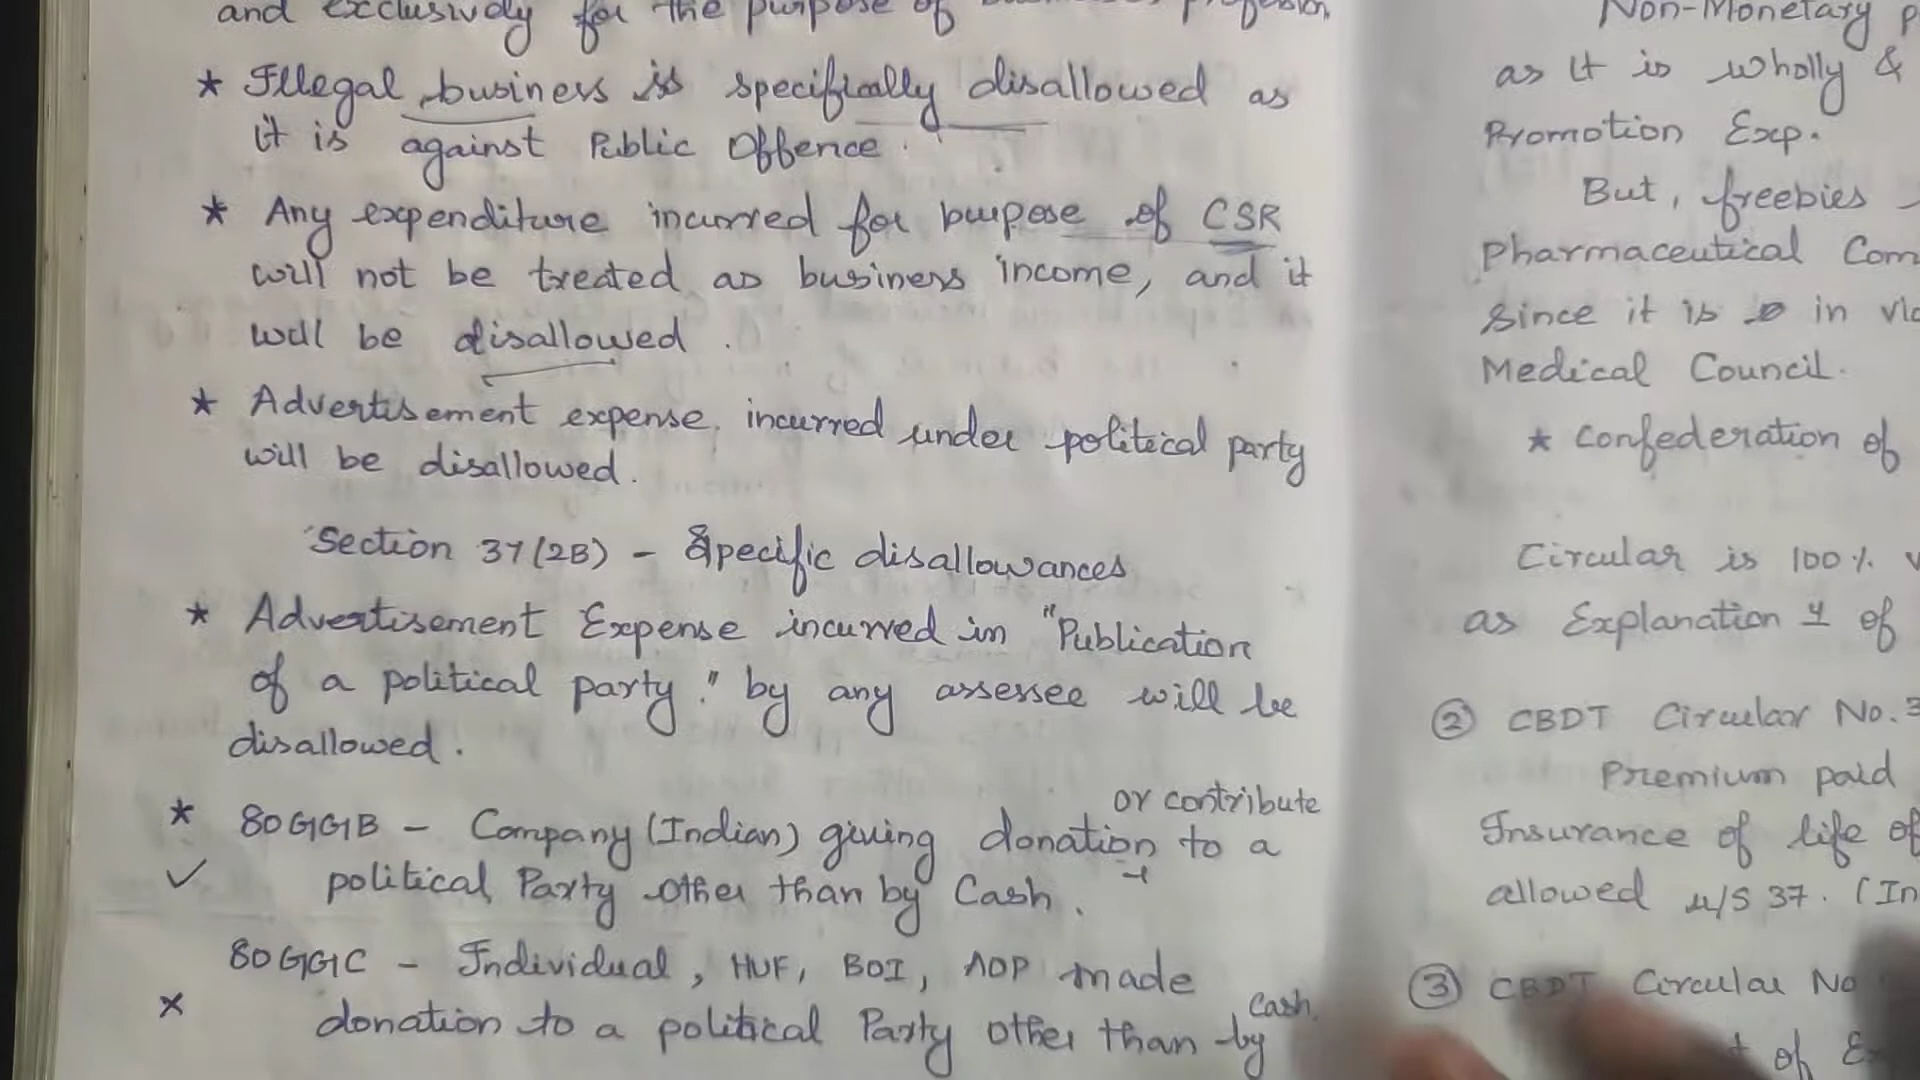 and exclusively for the purpose of
★ Illegal business is specifically disallowed as
it is against Public Offence.
★ Any expenditure incurred for purpose of CSR
will not be treated as business income, and it
will be disallowed.
★ Advertisement expense, incurred under political party
will be disallowed.
Section 37(2B) - Specific disallowances
★ Advertisement Expense incurred in "Publication
of a political party." by any assessee will be
disallowed.
or contribute
★ 80GGB - Company (Indian) giving donation to a
✓ political Party other than by Cash.
80GGC - Individual, HUF, BOI, AOP made
× donation to a political Party other than by
Cash.
Non-Monetary
as it is wholly &
Promotion Exp.
But, freebies
Pharmaceutical Com
Since it is in vio
Medical Council.
★ Confederation of
Circular is 100%
as Explanation 4 of
② CBDT Circular No. 3
Premium paid
Insurance of life of
allowed u/s 37. (In
③ CBDT Circular No
of Ex